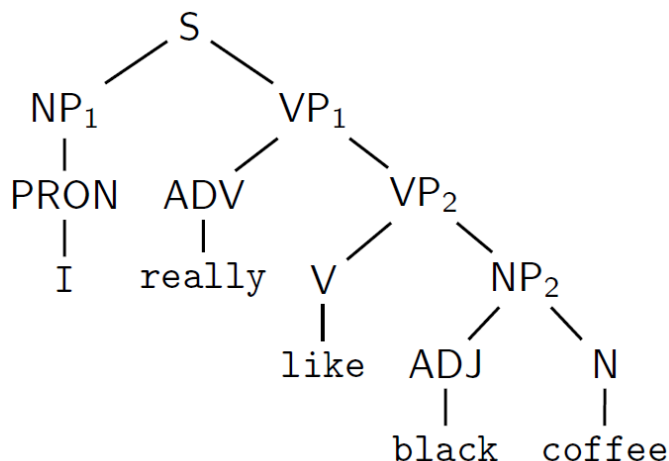 S
NP₁ VP₁
PRON ADV VP₂
I really V NP₂
like ADJ N
black coffee